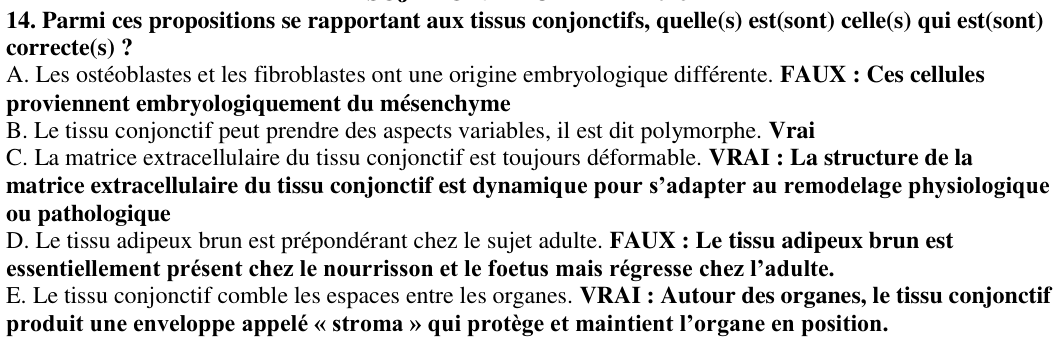 14. Parmi ces propositions se rapportant aux tissus conjonctifs, quelle(s) est(sont) celle(s) qui est(sont)
correcte(s) ?
A. Les ostéoblastes et les fibroblastes ont une origine embryologique différente. FAUX : Ces cellules
proviennent embryologiquement du mésenchyme
B. Le tissu conjonctif peut prendre des aspects variables, il est dit polymorphe. Vrai
C. La matrice extracellulaire du tissu conjonctif est toujours déformable. VRAI : La structure de la
matrice extracellulaire du tissu conjonctif est dynamique pour s’adapter au remodelage physiologique
ou pathologique
D. Le tissu adipeux brun est prépondérant chez le sujet adulte. FAUX : Le tissu adipeux brun est
essentiellement présent chez le nourrisson et le foetus mais régresse chez l’adulte.
E. Le tissu conjonctif comble les espaces entre les organes. VRAI : Autour des organes, le tissu conjonctif
produit une enveloppe appelé « stroma » qui protège et maintient l’organe en position.